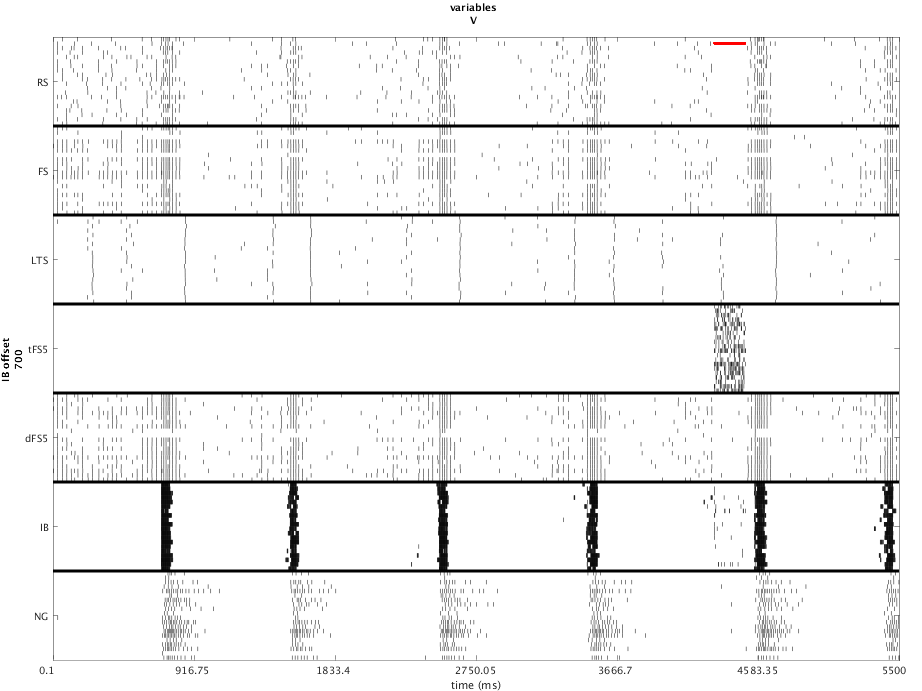 variables
V
RS
FS
LTS
IB offset
700
tFS5
dFS5
IB
NG
0.1
916.75
1833.4
2750.05
3666.7
4583.35
5500
time (ms)